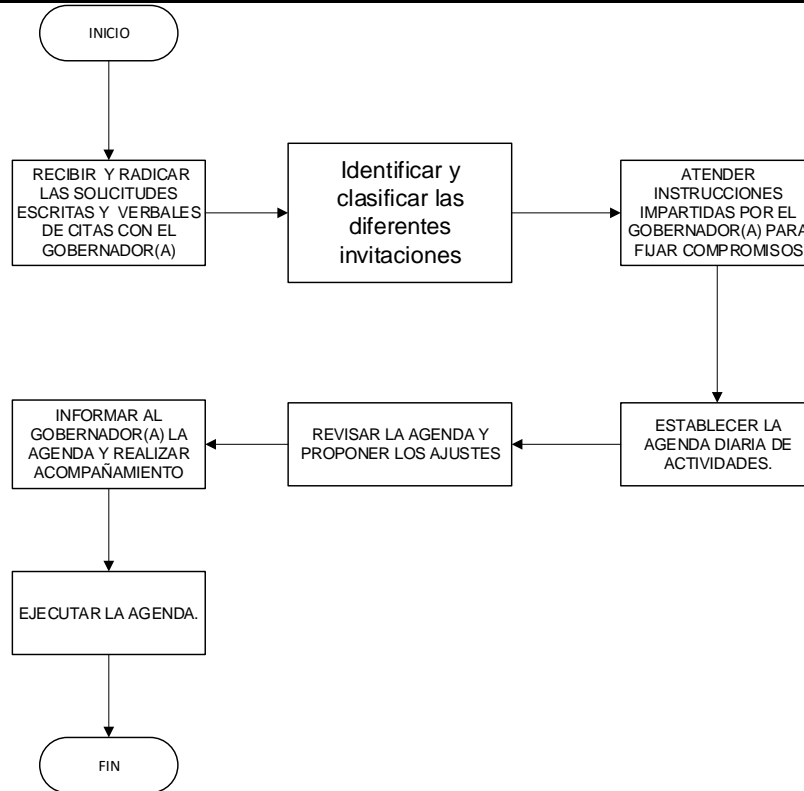 INICIO
RECIBIR Y RADICAR
LAS SOLICITUDES
ESCRITAS Y VERBALES
DE CITAS CON EL
GOBERNADOR(A)
Identificar y
clasificar las
diferentes
invitaciones
ATENDER
INSTRUCCIONES
IMPARTIDAS POR EL
GOBERNADOR(A) PARA
FIJAR COMPROMISOS
ESTABLECER LA
AGENDA DIARIA DE
ACTIVIDADES.
REVISAR LA AGENDA Y
PROPONER LOS AJUSTES
INFORMAR AL
GOBERNADOR(A) LA
AGENDA Y REALIZAR
ACOMPAÑAMIENTO
EJECUTAR LA AGENDA.
FIN